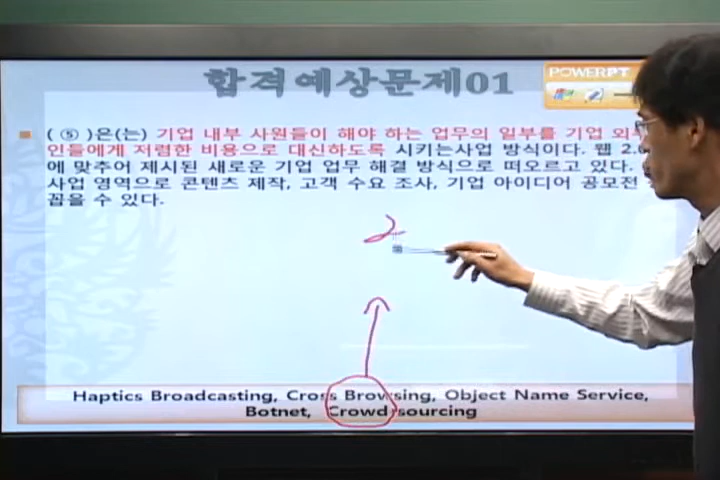 합격예상문제01
POWERPT
( ⑤ )은(는) 기업 내부 사원들이 해야 하는 업무의 일부를 기업 외부
인들에게 저렴한 비용으로 대신하도록 시키는사업 방식이다. 웹 2.0
에 맞추어 제시된 새로운 기업 업무 해결 방식으로 떠오르고 있다.
사업 영역으로 콘텐츠 제작, 고객 수요 조사, 기업 아이디어 공모전
꼽을 수 있다.
2
Haptics Broadcasting, Cross Browsing, Object Name Service,
Botnet, Crowd sourcing